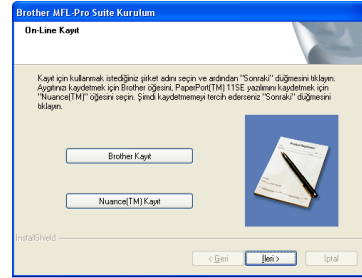 Brother MFL-Pro Suite Kurulum
On-Line Kayıt
Kayıt için kullanmak istediğiniz şirket adını seçin ve ardından "Sonraki" düğmesini tıklayın.
Aygıtınızı kaydetmek için Brother öğesini, PaperPort(TM) 11SE yazılımını kaydetmek için
"Nuance(TM)" öğesini seçin. Şimdi kaydetmemeyi tercih ederseniz "Sonraki" düğmesini
tıklayın.
Brother Kayıt
Nuance(TM) Kayıt
InstallShield
< Geri
İleri >
İptal